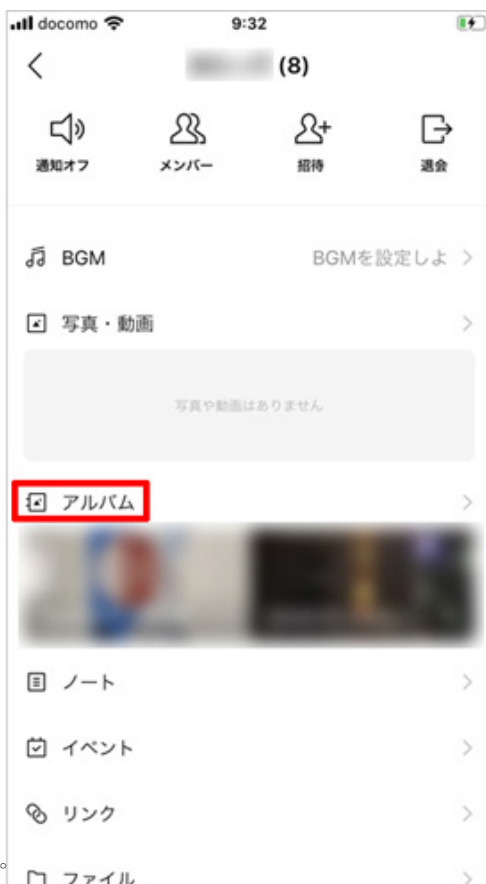 docomo 9:32
(8)
通知オフ メンバー 招待 退会
BGM BGMを設定しよ
写真・動画
写真や動画はありません
アルバム
ノート
イベント
リンク
ファイル